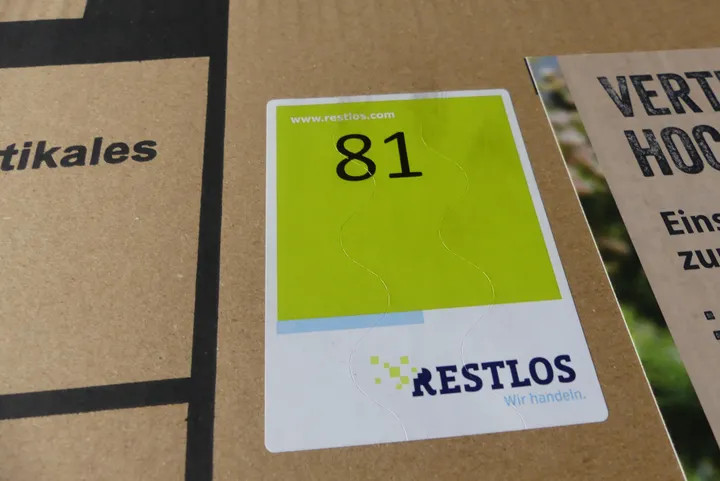 tikales
www.restlos.com
81
RESTLOS
Wir handeln.
VERT
HOC
Eins
zu